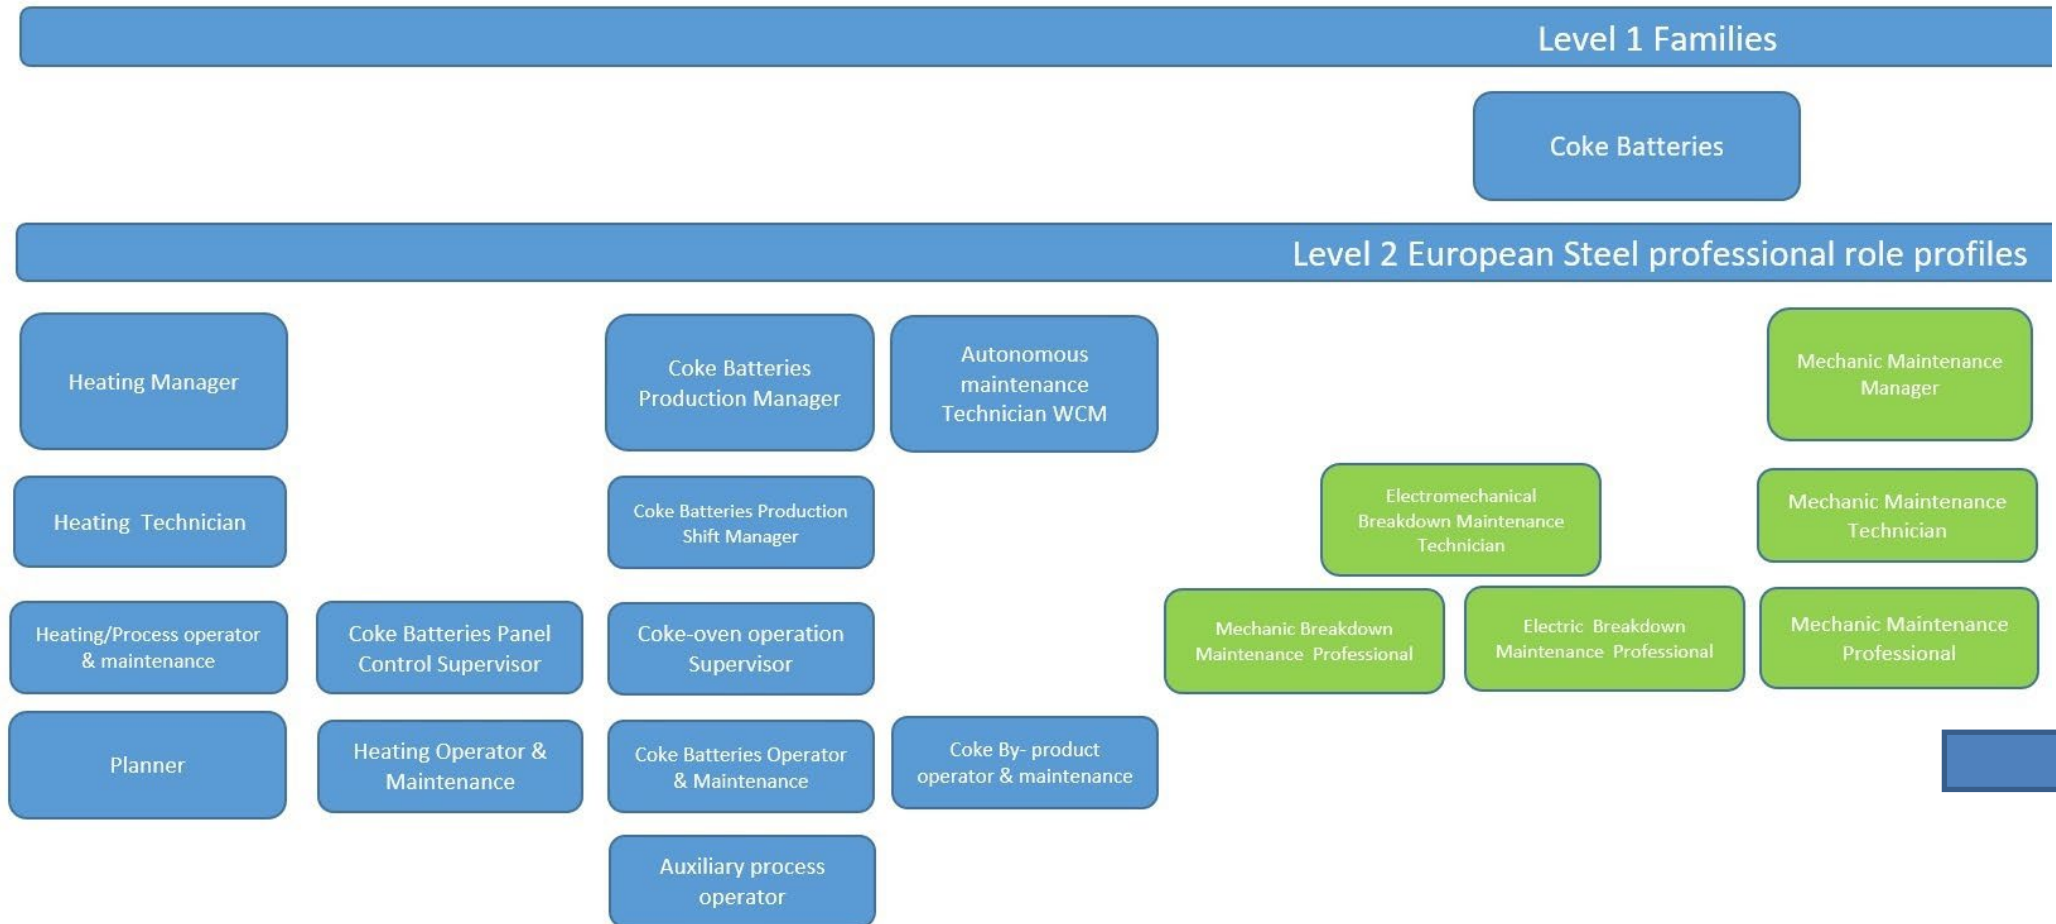 Level 1 Families
Coke Batteries
Level 2 European Steel professional role profiles
Heating Manager
Coke Batteries
Production Manager
Autonomous
maintenance
Technician WCM
Mechanic Maintenance
Manager
Heating Technician
Coke Batteries Production
Shift Manager
Electromechanical
Breakdown Maintenance
Technician
Mechanic Maintenance
Technician
Heating/Process operator
& maintenance
Coke Batteries Panel
Control Supervisor
Coke-oven operation
Supervisor
Mechanic Breakdown
Maintenance Professional
Electric Breakdown
Maintenance Professional
Mechanic Maintenance
Professional
Planner
Heating Operator &
Maintenance
Coke Batteries Operator
& Maintenance
Coke By- product
operator & maintenance
Auxiliary process
operator